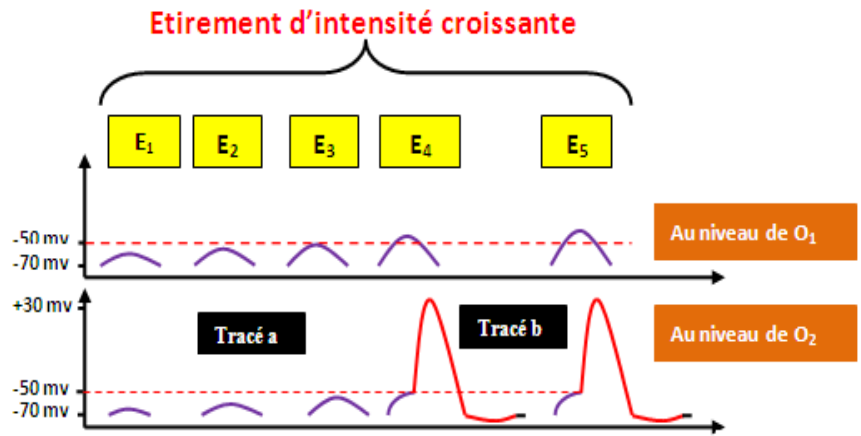 Etirement d'intensité croissante
E1 E2 E3 E4 E5
-50 mv
-70 mv
Au niveau de O1
+30 mv
Tracé a
Tracé b
Au niveau de O2
-50 mv
-70 mv